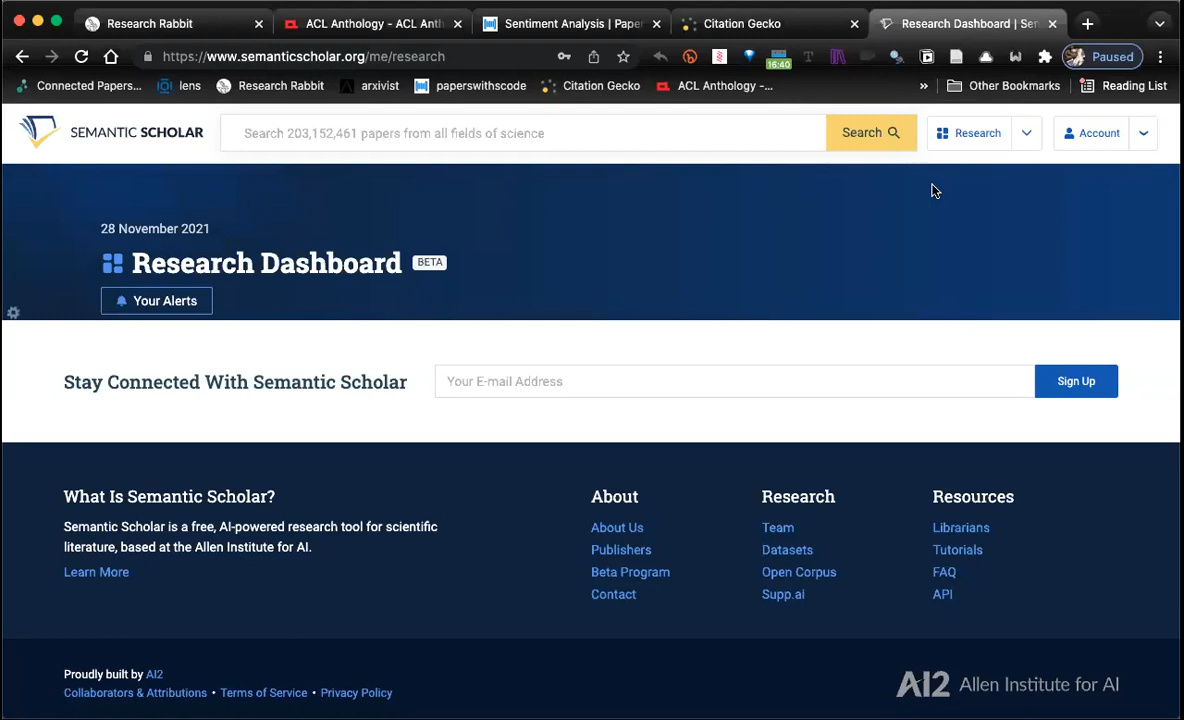 Research Rabbit
ACL Anthology - ACL Anth
Sentiment Analysis | Pape
Citation Gecko
Research Dashboard | Sem
https://www.semanticscholar.org/me/research
16:40
Paused
Connected Papers...
lens
Research Rabbit
arxivist
paperswithcode
Citation Gecko
ACL Anthology -...
»
Other Bookmarks
Reading List
SEMANTIC SCHOLAR
Search 203,152,461 papers from all fields of science
Search
Research
Account
28 November 2021
Research Dashboard BETA
Your Alerts
Stay Connected With Semantic Scholar
Your E-mail Address
Sign Up
What Is Semantic Scholar?
Semantic Scholar is a free, AI-powered research tool for scientific
literature, based at the Allen Institute for AI.
Learn More
About
About Us
Publishers
Beta Program
Contact
Research
Team
Datasets
Open Corpus
Supp.ai
Resources
Librarians
Tutorials
FAQ
API
Proudly built by AI2
Collaborators & Attributions • Terms of Service • Privacy Policy
AI2 Allen Institute for AI